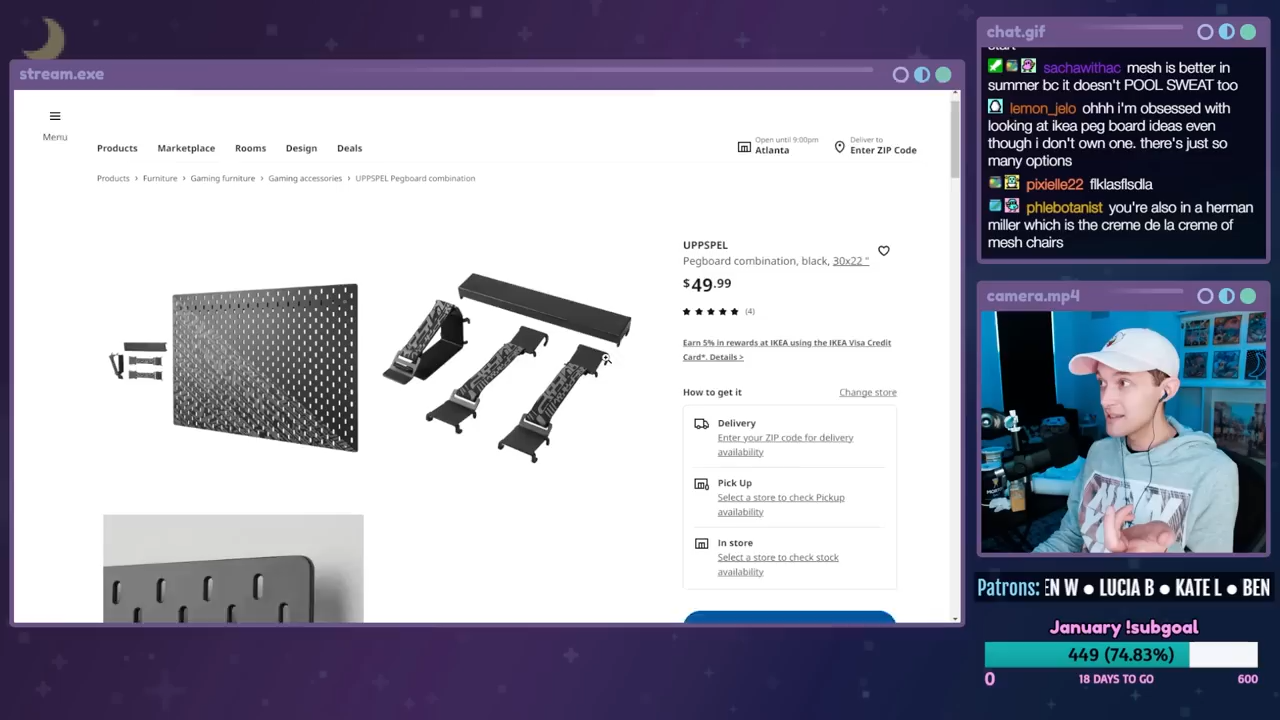 stream.exe
Menu
Products
Marketplace
Rooms
Design
Deals
Open until 9:00pm
Atlanta
Deliver to
Enter ZIP Code
Products › Furniture › Gaming furniture › Gaming accessories › UPPSPEL Pegboard combination
UPPSPEL
Pegboard combination, black, 30x22 "
$49.99
(4)
Earn 5% in rewards at IKEA using the IKEA Visa Credit
Card*. Details >
How to get it
Change store
Delivery
Enter your ZIP code for delivery
availability
Pick Up
Select a store to check Pickup
availability
In store
Select a store to check stock
availability
chat.gif
sachawithac mesh is better in
summer bc it doesn't POOL SWEAT too
lemon_jelo ohhh i'm obsessed with
looking at ikea peg board ideas even
though i don't own one. there's just so
many options
pixielle22 flklasflsdla
phlebotanist you're also in a herman
miller which is the creme de la creme of
mesh chairs
camera.mp4
Patrons: EN W ● LUCIA B ● KATE L ● BEN
January !subgoal
449 (74.83%)
0
18 DAYS TO GO
600